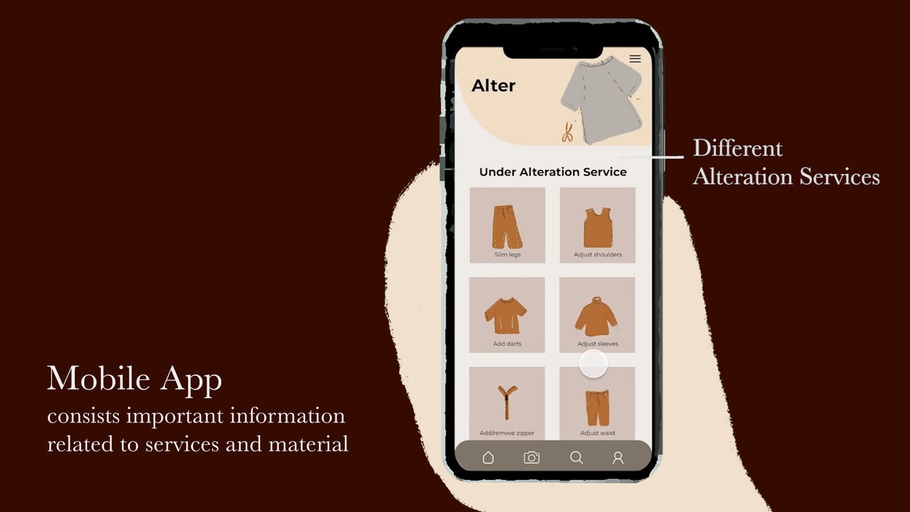 Alter
Under Alteration Service
Slim legs
Adjust shoulders
Add darts
Adjust sleeves
Add/remove zipper
Adjust waist
Different
Alteration Services
Mobile App
consists important information
related to services and material